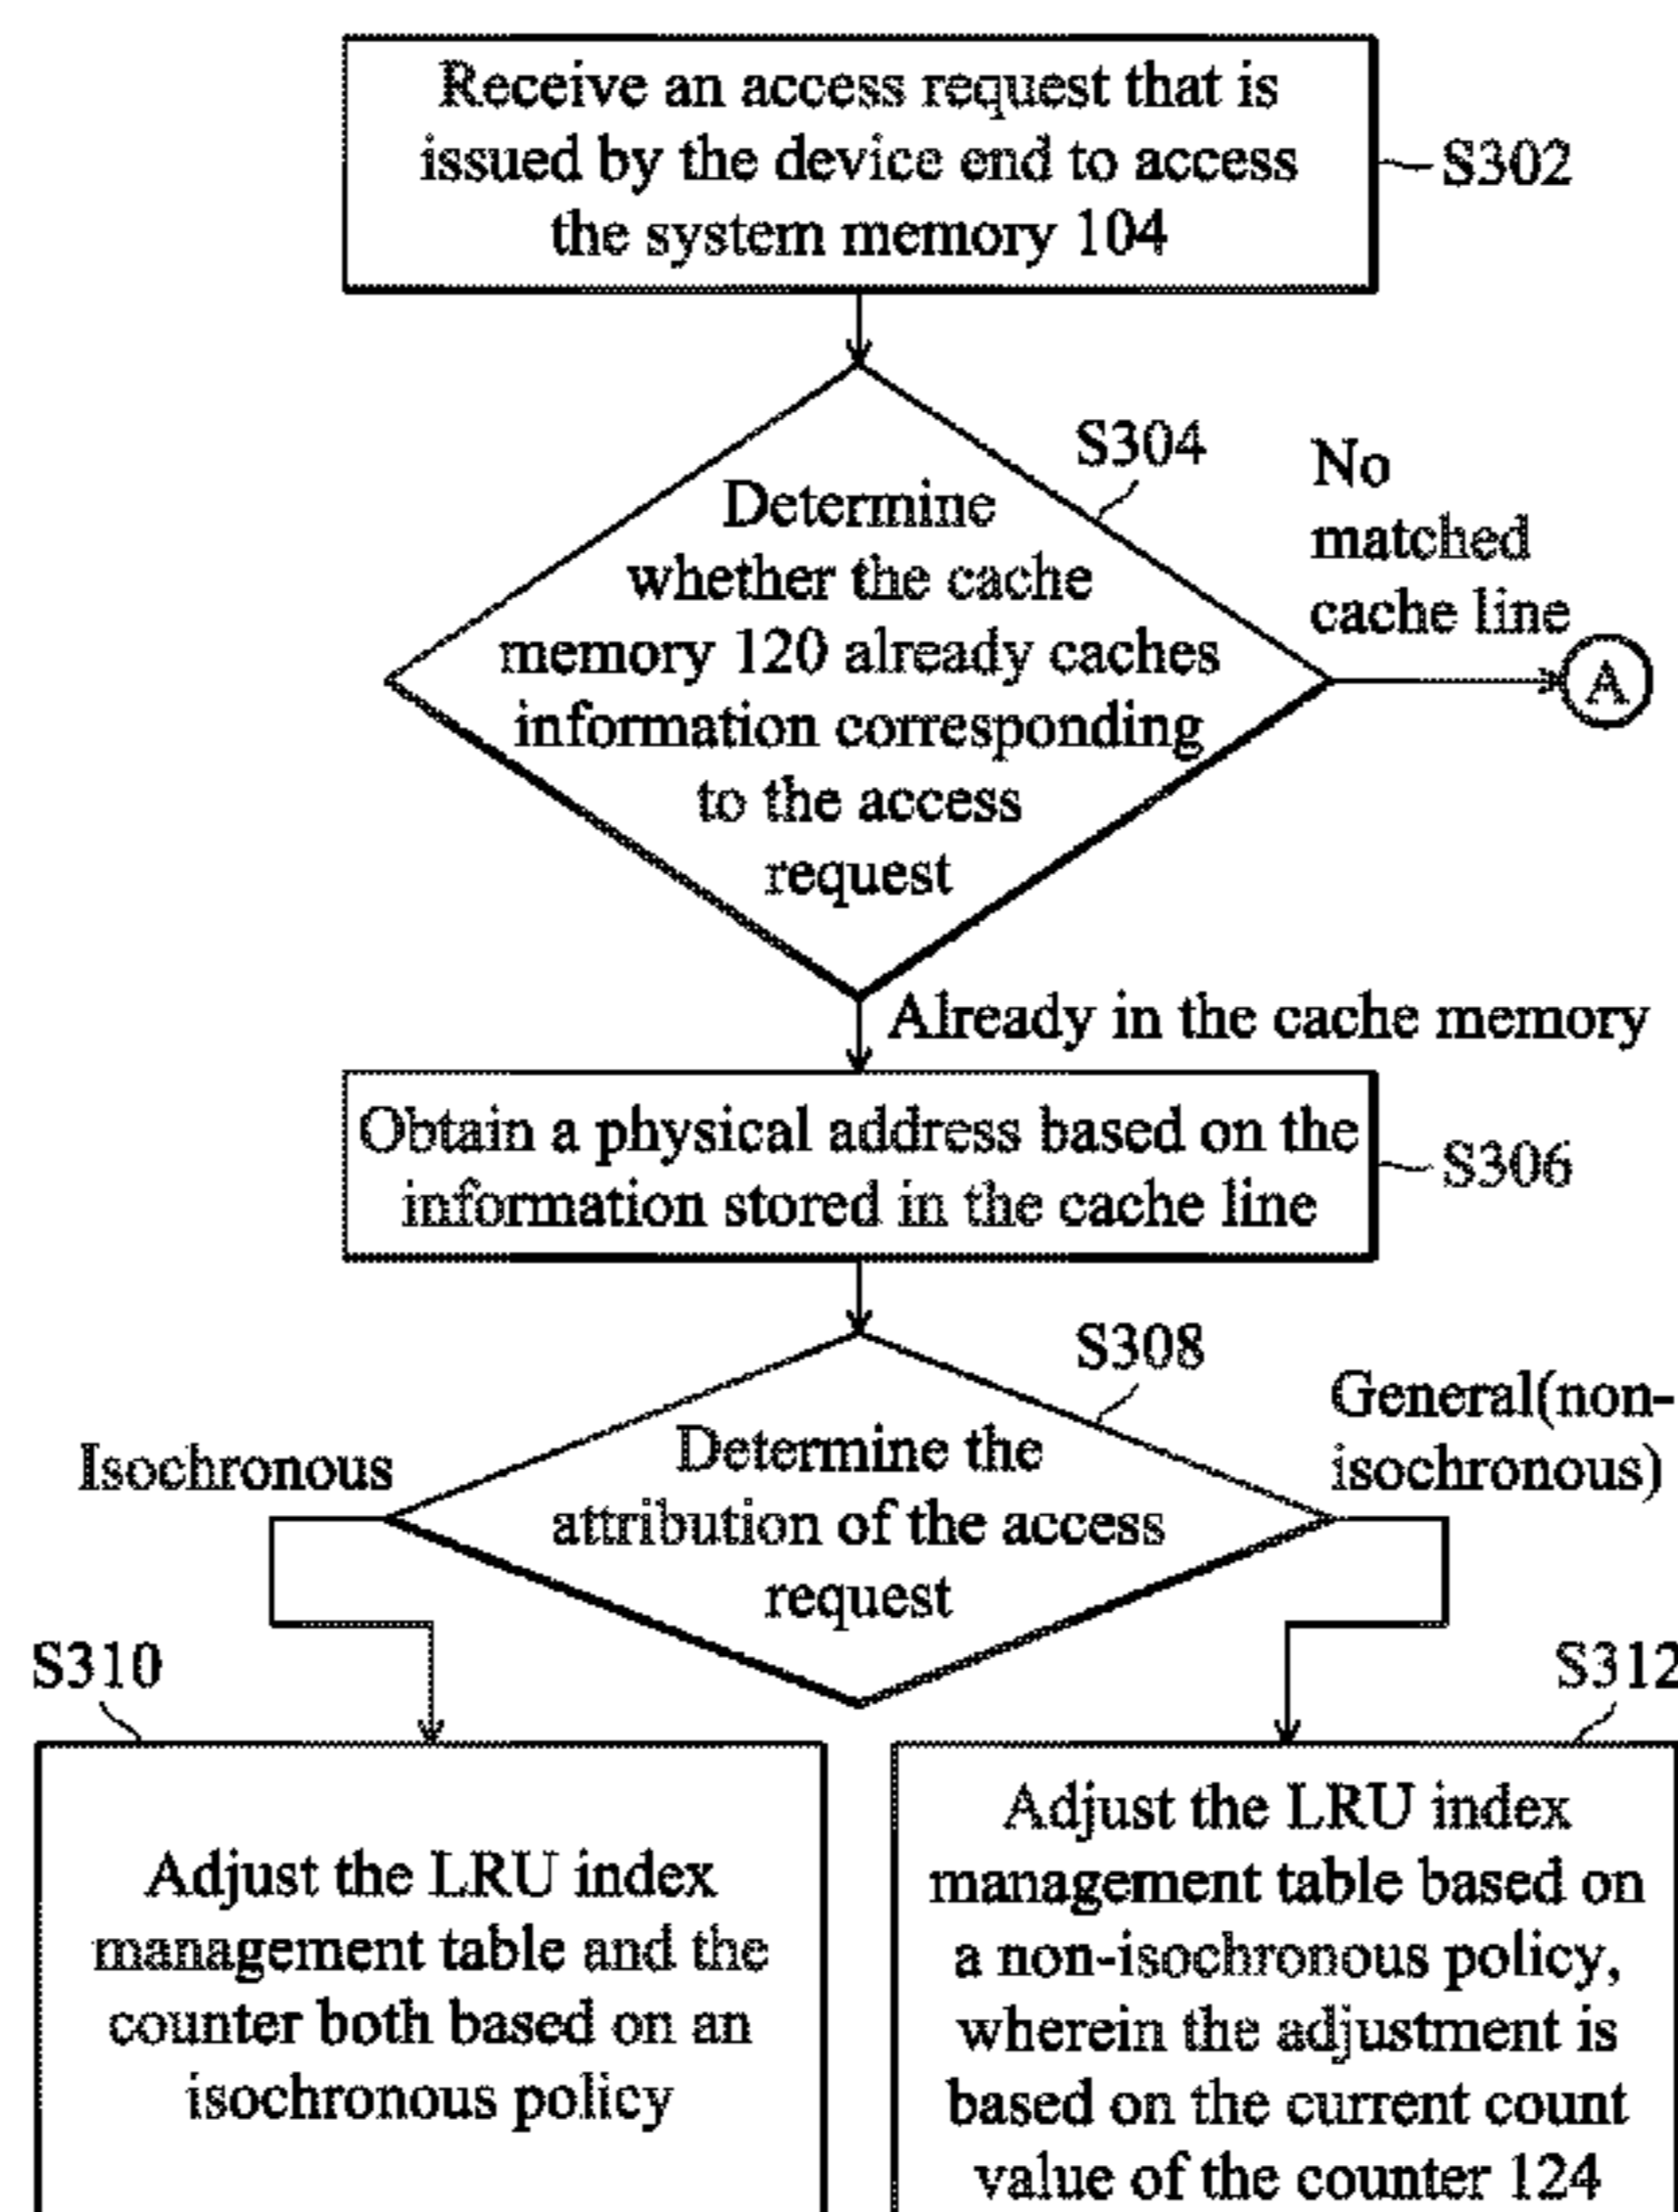 Receive an access request that is
issued by the device end to access
the system memory 104
S302
S304
No
matched
cache line
A
Determine
whether the cache
memory 120 already caches
information corresponding
to the access
request
Already in the cache memory
Obtain a physical address based on the
information stored in the cache line
S306
S308
General(non-
isochronous)
Isochronous
Determine the
attribution of the access
request
S310
S312
Adjust the LRU index
management table and the
counter both based on an
isochronous policy
Adjust the LRU index
management table based on
a non-isochronous policy,
wherein the adjustment is
based on the current count
value of the counter 124